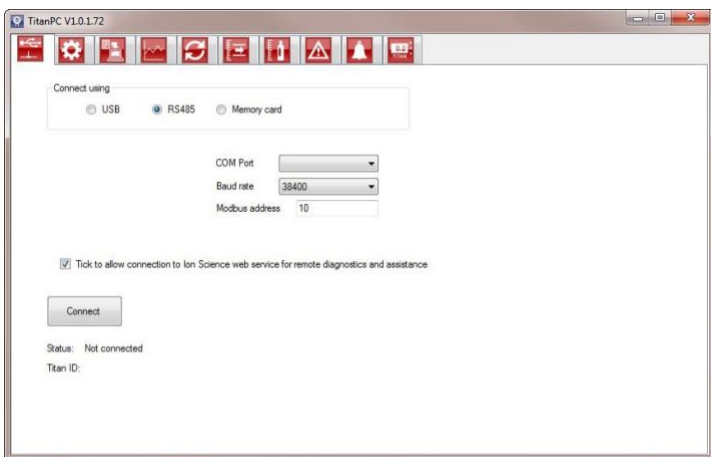 TitanPC V1.0.1.72
0.2
Connect using
USB RS485 Memory card
COM Port
Baud rate 38400
Modbus address 10
Tick to allow connection to Ion Science web service for remote diagnostics and assistance
Connect
Status: Not connected
Titan ID: